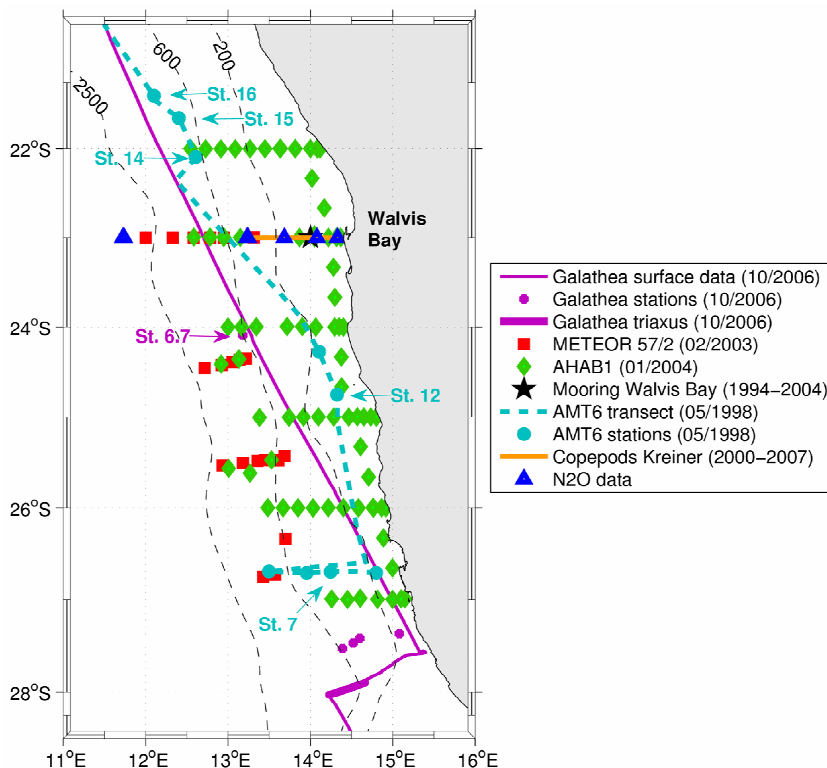 2500
600
200
St. 16
St. 15
St. 14
22°S
Walvis
Bay
24°S
St. 6,7
St. 12
26°S
St. 7
28°S
11°E
12°E
13°E
14°E
15°E
16°E
Galathea surface data (10/2006)
Galathea stations (10/2006)
Galathea triaxus (10/2006)
METEOR 57/2 (02/2003)
AHAB1 (01/2004)
Mooring Walvis Bay (1994−2004)
AMT6 transect (05/1998)
AMT6 stations (05/1998)
Copepods Kreiner (2000−2007)
N2O data